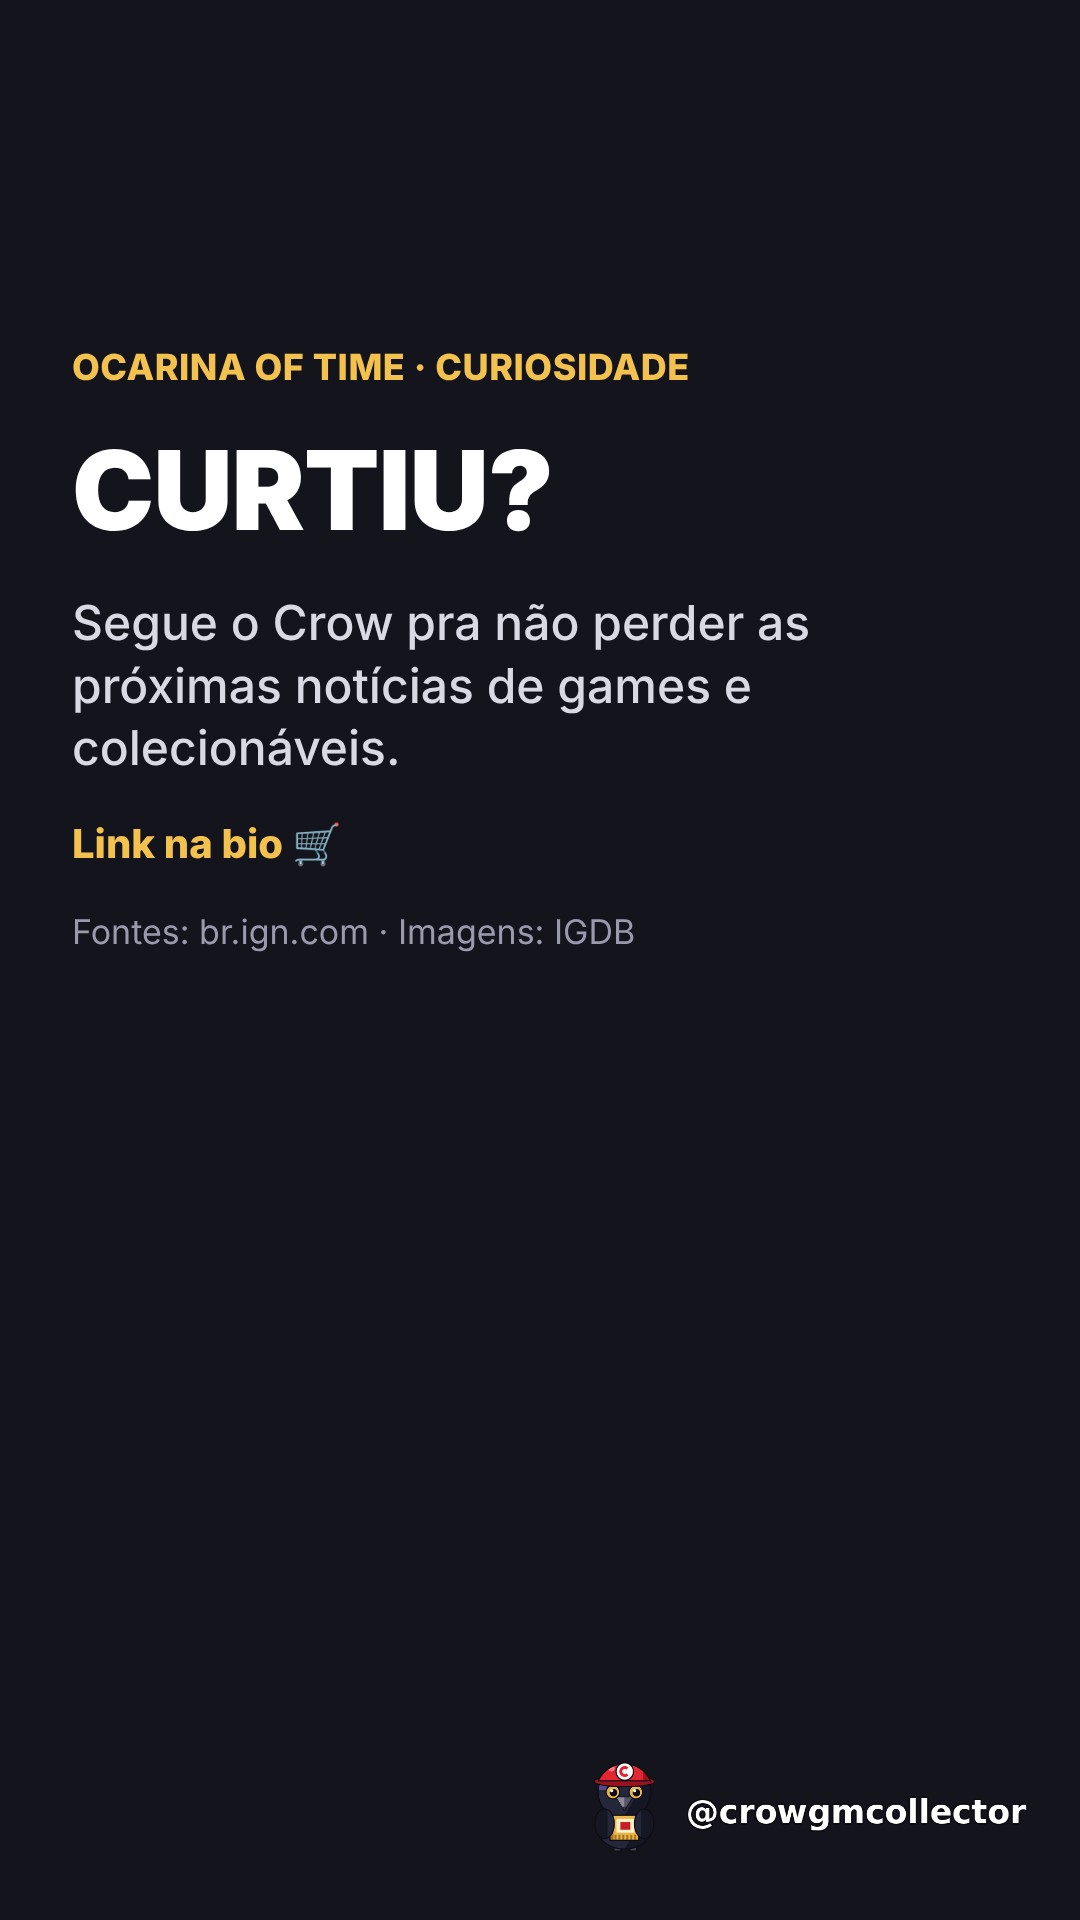 OCARINA OF TIME · CURIOSIDADE
CURTIU?
Segue o Crow pra não perder as
próximas notícias de games e
colecionáveis.
Link na bio 🛒
Fontes: br.ign.com · Imagens: IGDB
C
@crowgmcollector